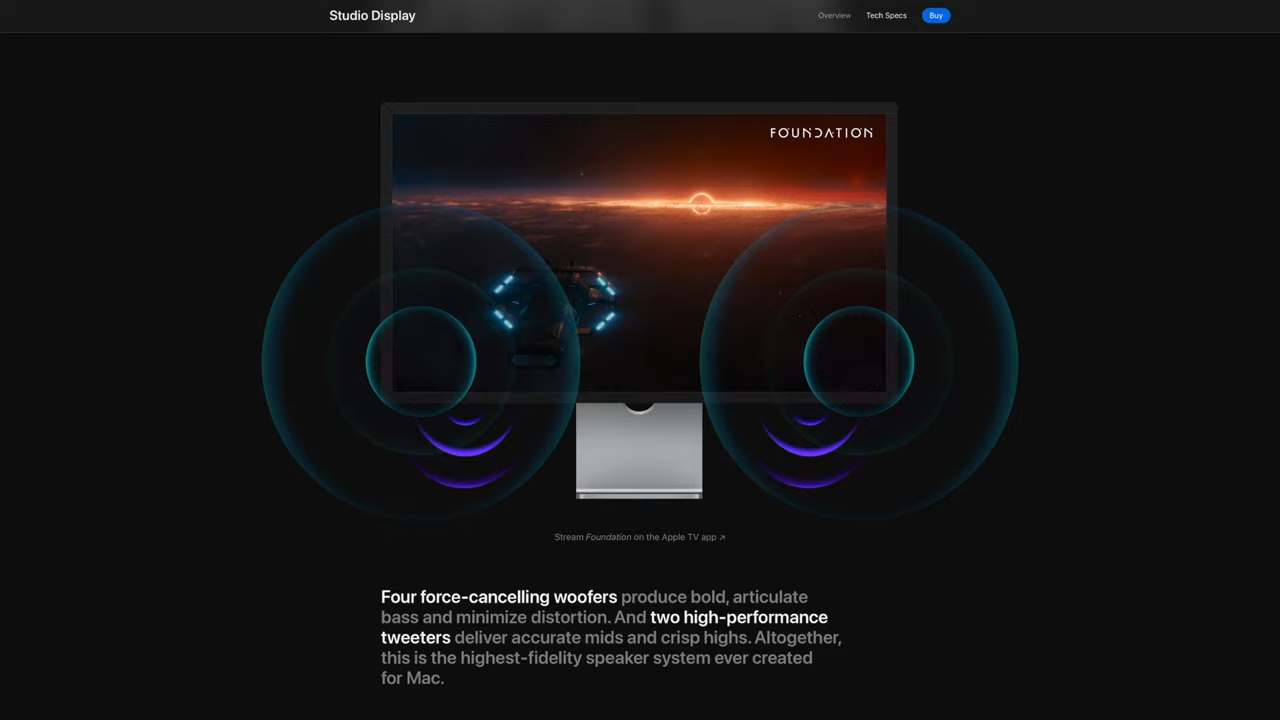 Studio Display
Overview Tech Specs Buy
FOUNDATION
Stream Foundation on the Apple TV app ↗
Four force-cancelling woofers produce bold, articulate
bass and minimize distortion. And two high-performance
tweeters deliver accurate mids and crisp highs. Altogether,
this is the highest-fidelity speaker system ever created
for Mac.